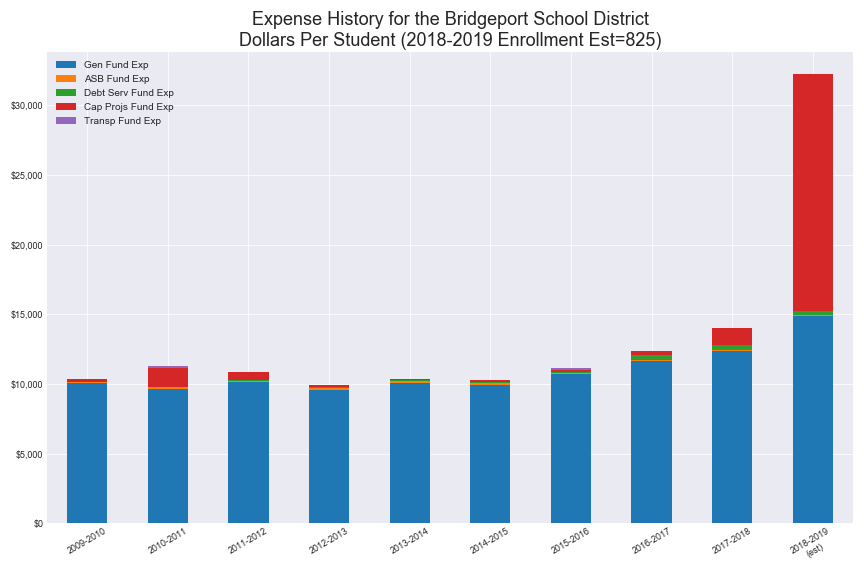 Expense History for the Bridgeport School District
Dollars Per Student (2018-2019 Enrollment Est=825)
Gen Fund Exp
ASB Fund Exp
Debt Serv Fund Exp
Cap Projs Fund Exp
Transp Fund Exp
$30,000
$25,000
$20,000
$15,000
$10,000
$5,000
$0
2009-2010
2010-2011
2011-2012
2012-2013
2013-2014
2014-2015
2015-2016
2016-2017
2017-2018
2018-2019
(est)